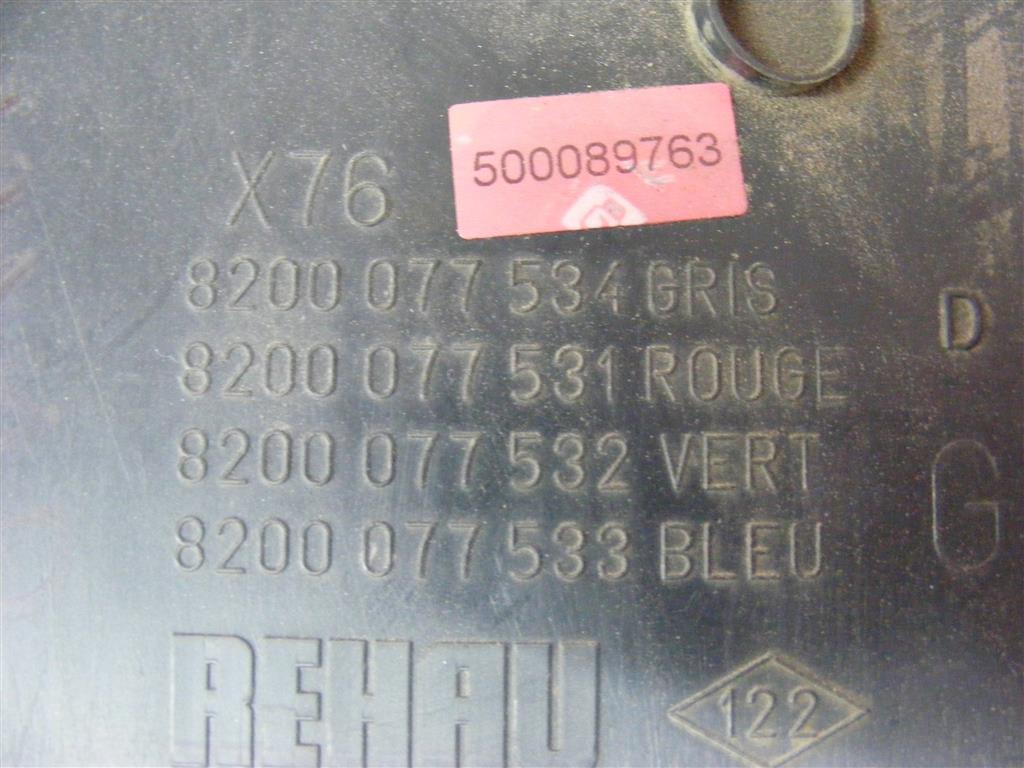 500089763
X76
8200 077 534 GRIS
8200 077 531 ROUGE
8200 077 532 VERT
8200 077 533 BLEU
D
G
REHAU
122